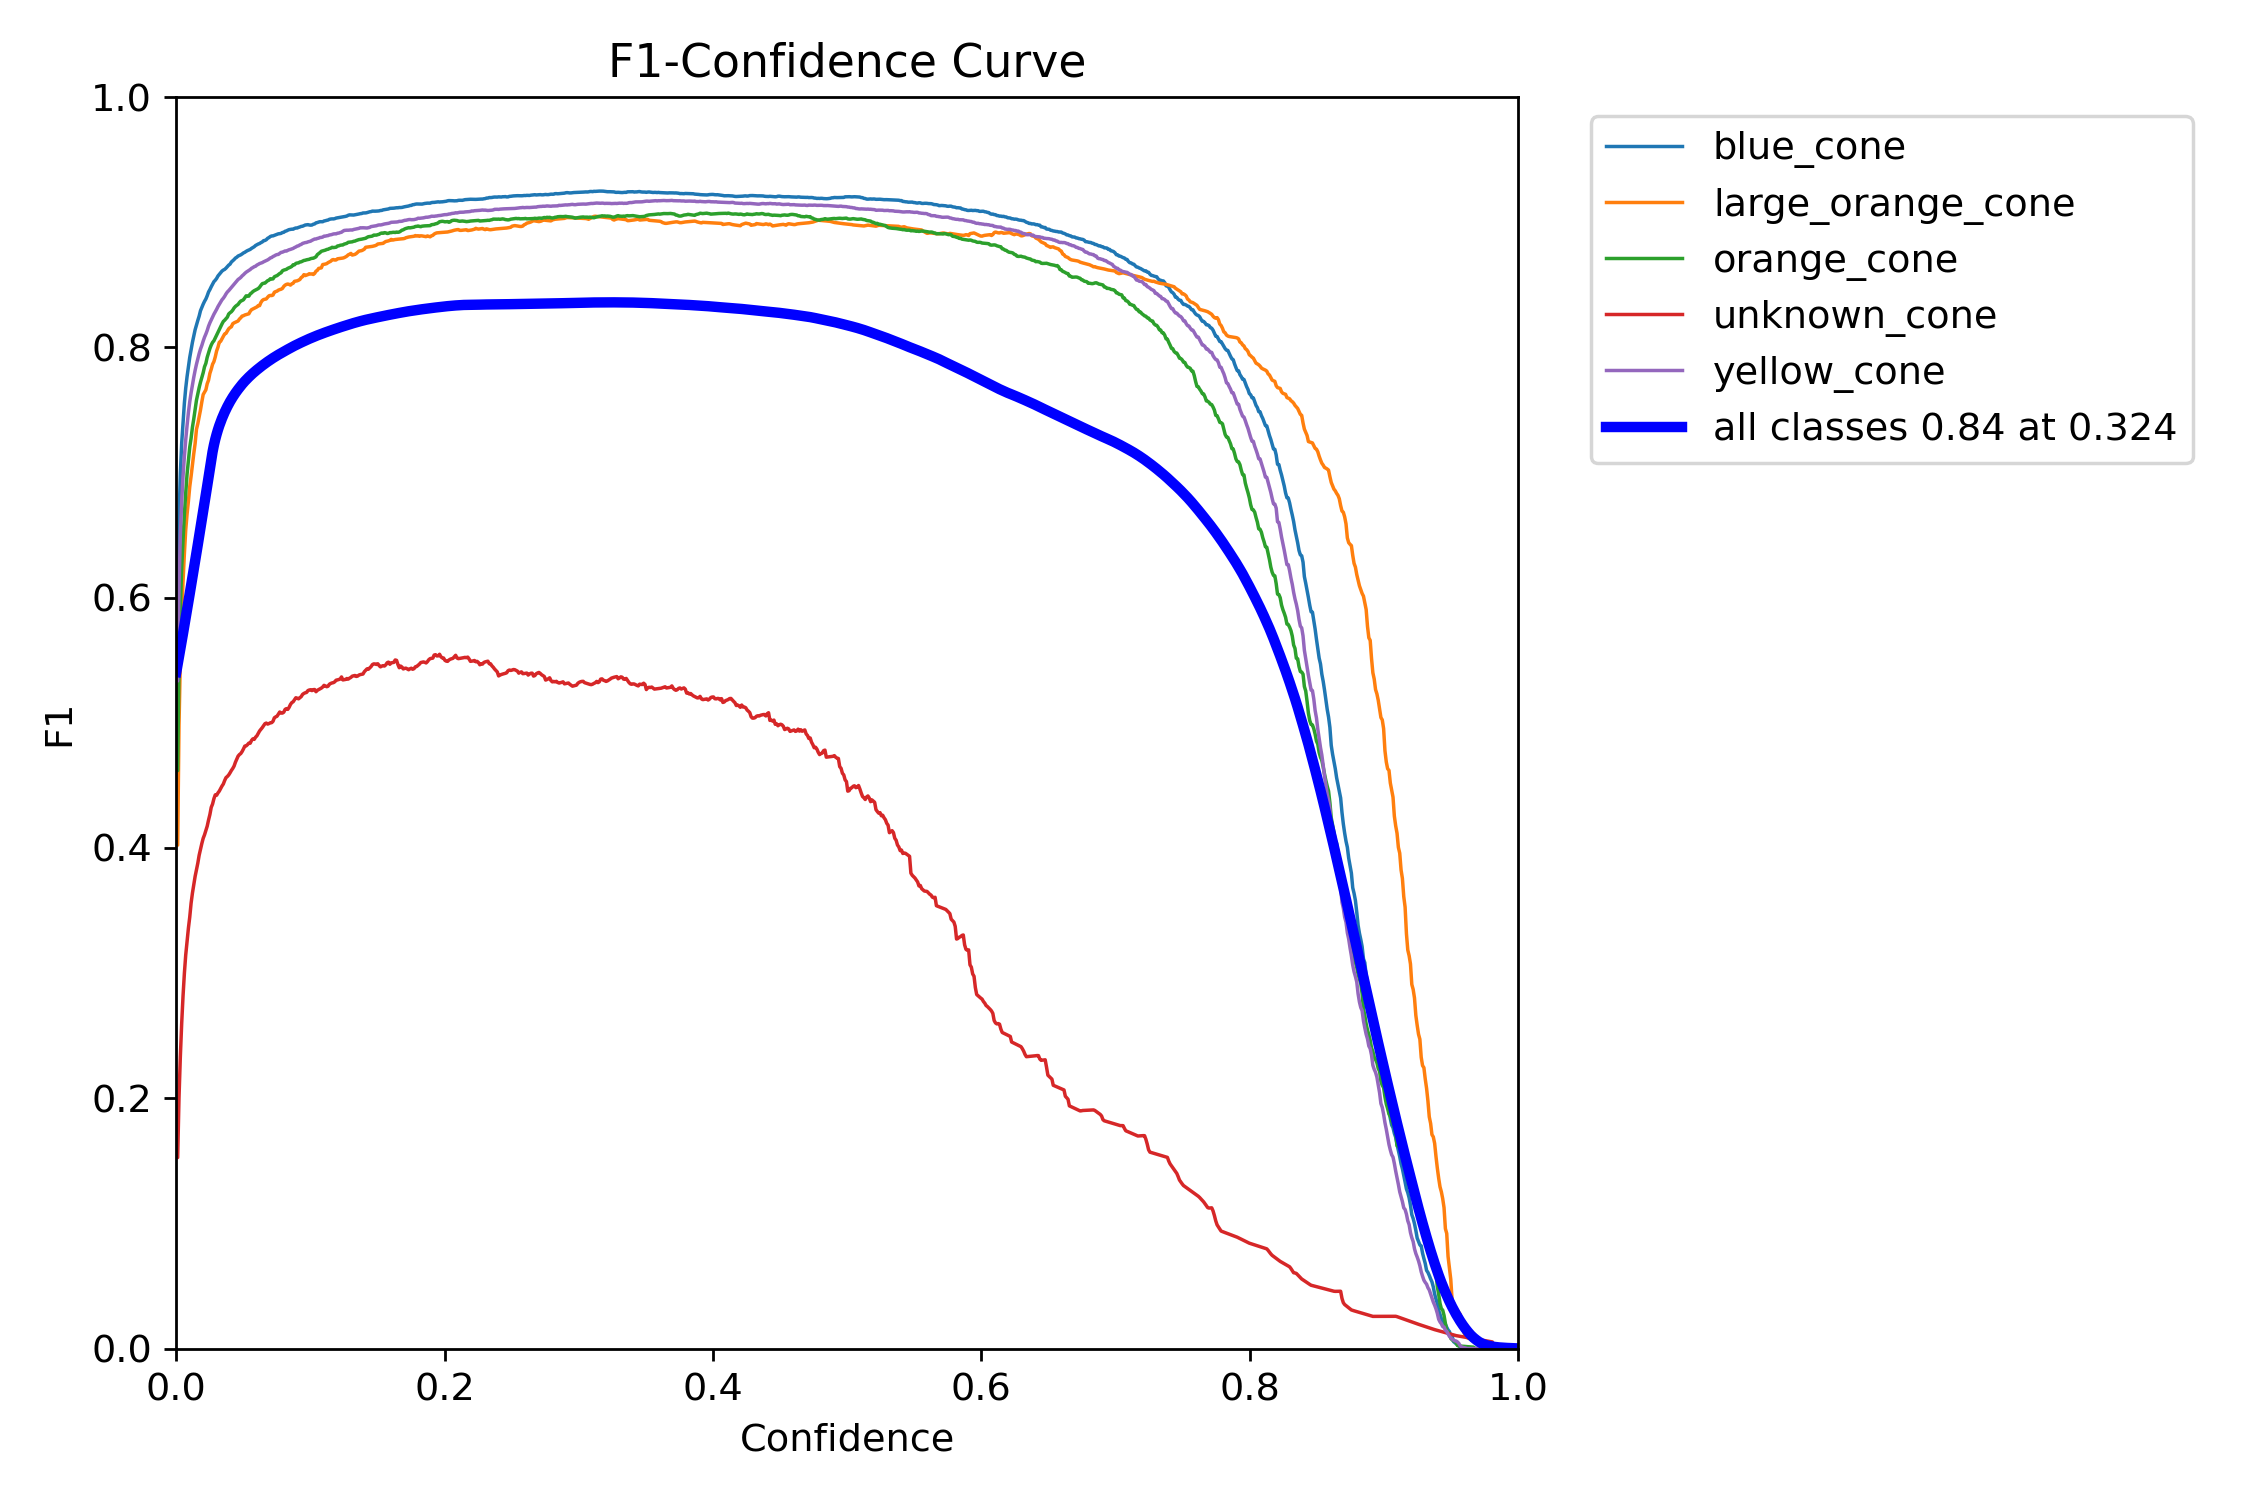 F1-Confidence Curve
1.0
0.8
0.6
0.4
0.2
0.0
F1
0.0 0.2 0.4 0.6 0.8 1.0
Confidence
blue_cone
large_orange_cone
orange_cone
unknown_cone
yellow_cone
all classes 0.84 at 0.324